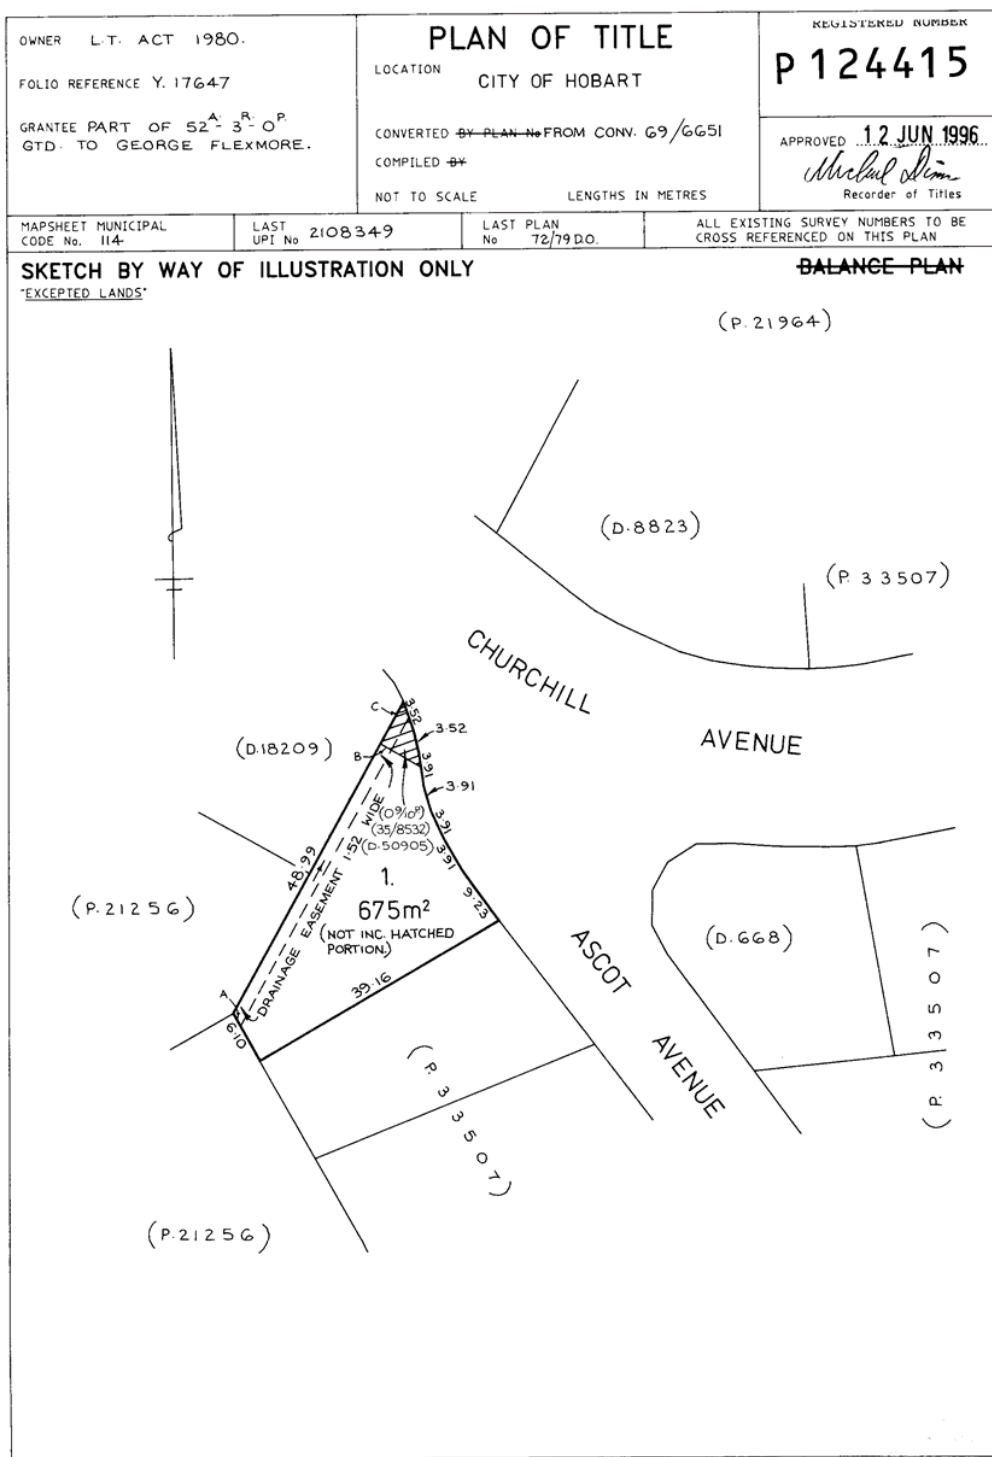 OWNER L.T. ACT 1980.
FOLIO REFERENCE Y. 17647
GRANTEE PART OF 52A- 3R- 0P.
GTD. TO GEORGE FLEXMORE.
PLAN OF TITLE
LOCATION
CITY OF HOBART
CONVERTED BY PLAN No FROM CONV. 69/6651
COMPILED BY
NOT TO SCALE LENGTHS IN METRES
REGISTERED NUMBER
P 124415
APPROVED 12 JUN 1996
Recorder of Titles
MAPSHEET MUNICIPAL
CODE No. 114
LAST
UPI No 2108349
LAST PLAN
No 72/79 D.O.
ALL EXISTING SURVEY NUMBERS TO BE
CROSS REFERENCED ON THIS PLAN
SKETCH BY WAY OF ILLUSTRATION ONLY
BALANCE PLAN
"EXCEPTED LANDS"
(P.21964)
(D.8823)
(P.33507)
CHURCHILL
AVENUE
C
3.52
3.52
(D.18209)
B
3.91
3.91
(0 9/10P)
(35/8532)
(D.50905)
3.91
3.91
9.23
48.99
DRAINAGE EASEMENT 1.52 WIDE
1.
675m²
(NOT INC. HATCHED
PORTION.)
(P.21256)
39.16
A
6.10
ASCOT
AVENUE
(D.668)
(P.33507)
(P.33507)
(P.21256)